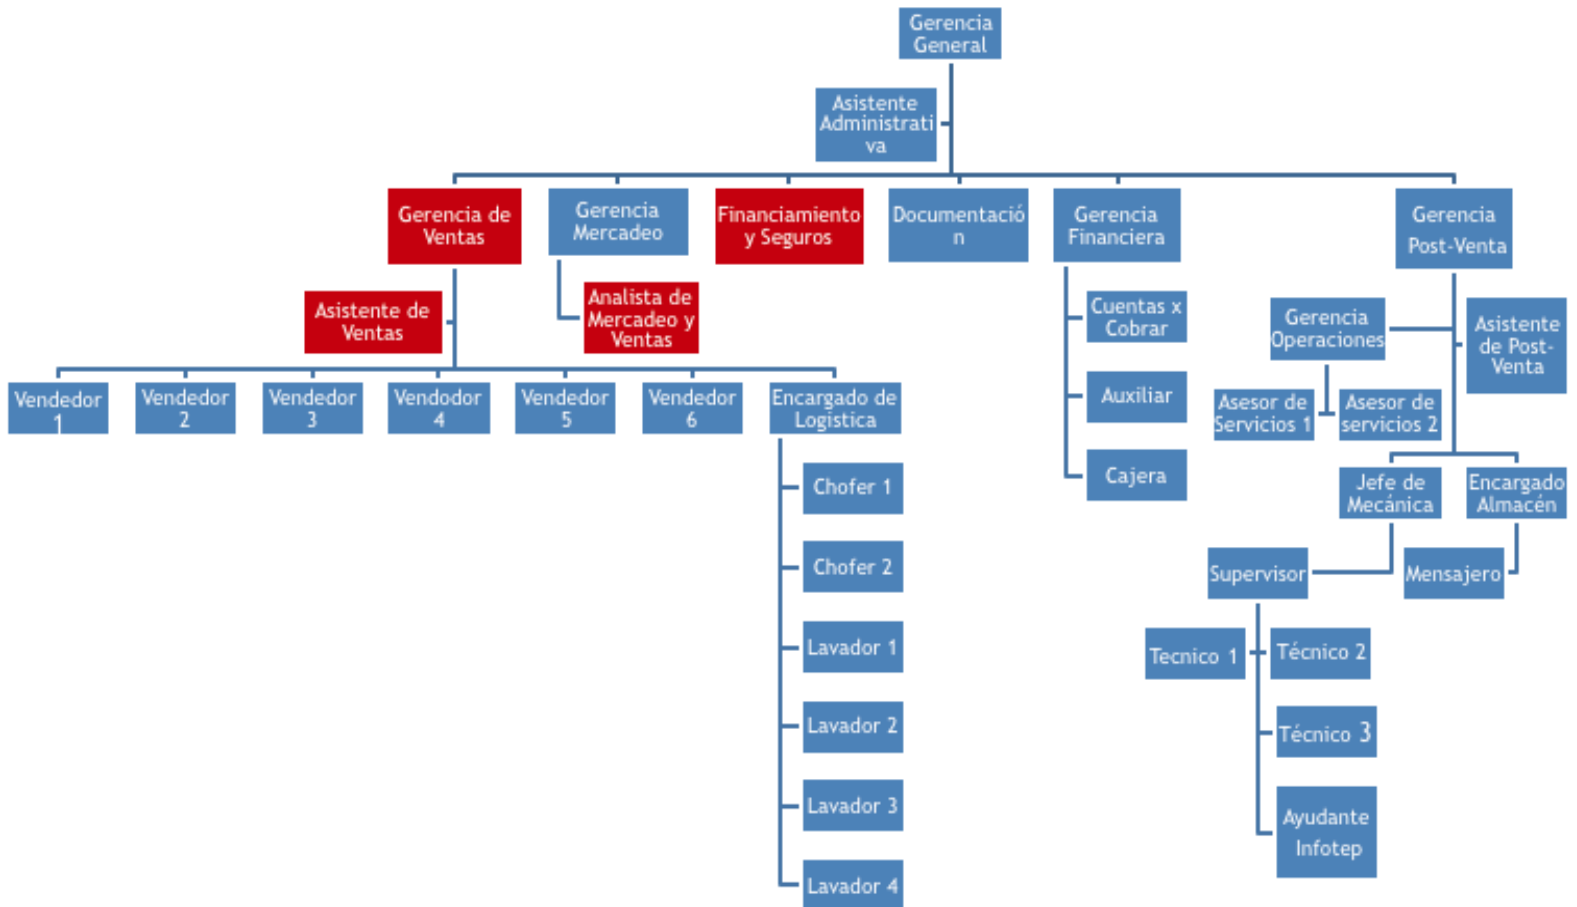 Gerencia
General
Asistente
Administrati
va
Gerencia de
Ventas
Gerencia
Mercadeo
Financiamiento
y Seguros
Documentació
n
Gerencia
Financiera
Gerencia
Post-Venta
Asistente de
Ventas
Analista de
Mercadeo y
Ventas
Cuentas x
Cobrar
Gerencia
Operaciones
Asistente
de Post-
Venta
Vendedor
1
Vendedor
2
Vendedor
3
Vendodor
4
Vendedor
5
Vendedor
6
Encargado de
Logística
Auxiliar
Asesor de
Servicios 1
Asesor de
servicios 2
Chofer 1
Cajera
Jefe de
Mecánica
Encargado
Almacén
Chofer 2
Supervisor
Mensajero
Lavador 1
Tecnico 1
Técnico 2
Lavador 2
Técnico 3
Lavador 3
Ayudante
Infotep
Lavador 4